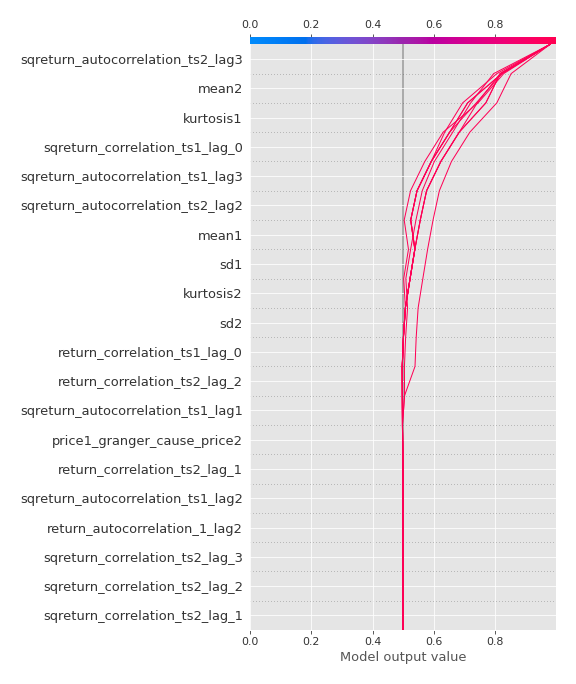 0.0 0.2 0.4 0.6 0.8
sqreturn_autocorrelation_ts2_lag3
mean2
kurtosis1
sqreturn_correlation_ts1_lag_0
sqreturn_autocorrelation_ts1_lag3
sqreturn_autocorrelation_ts2_lag2
mean1
sd1
kurtosis2
sd2
return_correlation_ts1_lag_0
return_correlation_ts2_lag_2
sqreturn_autocorrelation_ts1_lag1
price1_granger_cause_price2
return_correlation_ts2_lag_1
sqreturn_autocorrelation_ts1_lag2
return_autocorrelation_1_lag2
sqreturn_correlation_ts2_lag_3
sqreturn_correlation_ts2_lag_2
sqreturn_correlation_ts2_lag_1
0.0 0.2 0.4 0.6 0.8
Model output value